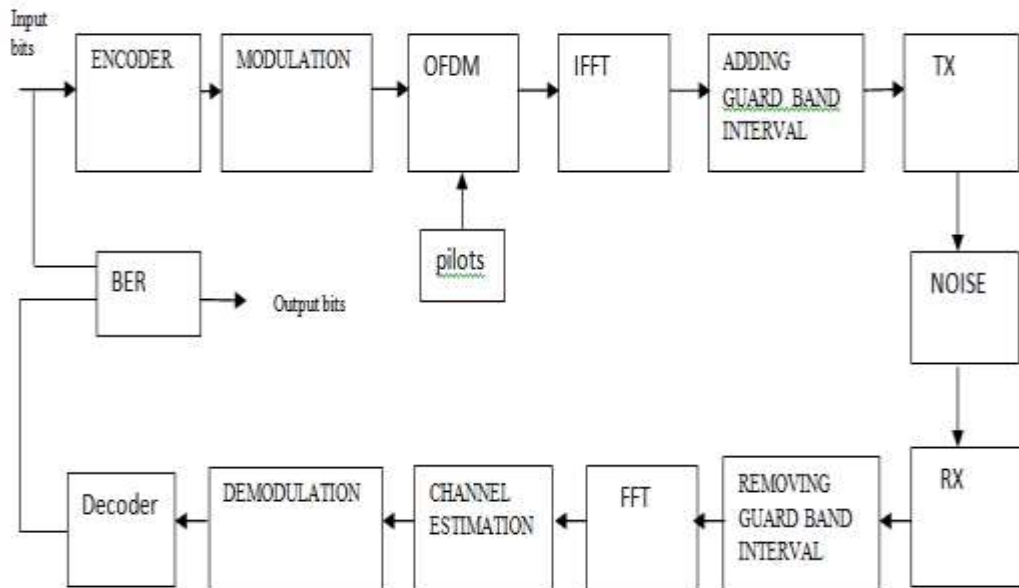 Input
bits
ENCODER
MODULATION
OFDM
IFFT
ADDING
GUARD BAND
INTERVAL
TX
pilots
BER
Output bits
NOISE
Decoder
DEMODULATION
CHANNEL
ESTIMATION
FFT
REMOVING
GUARD BAND
INTERVAL
RX